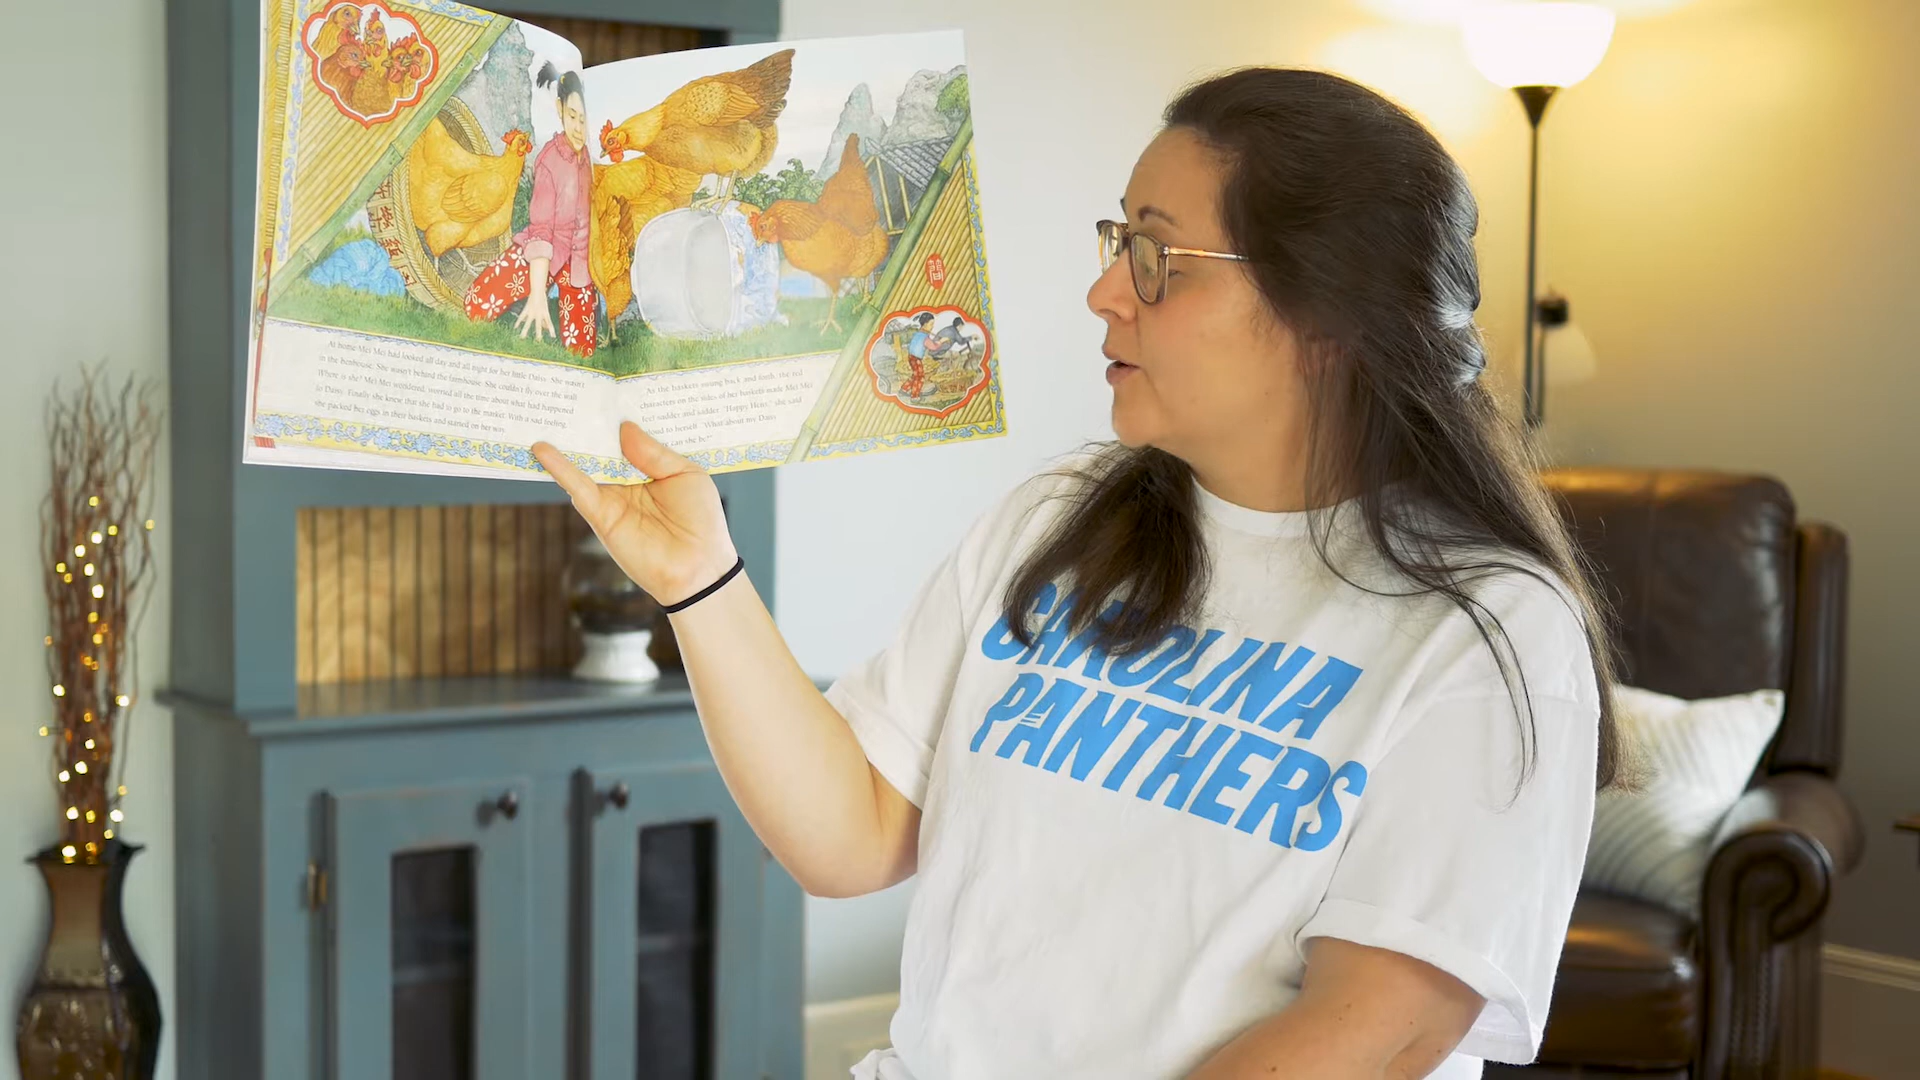 At home Mei Mei had looked all day and all night for her little Daisy. She wasn't
in the henhouse. She wasn't behind the farmhouse. She couldn't fly over the wall.
Where is she? Mei Mei wondered, worried all the time about what had happened
to Daisy. Finally she knew that she had to go to the market. With a sad feeling,
she packed her eggs in their baskets and started on her way.
As the baskets swung back and forth, the red
characters on the sides of her baskets made Mei Mei
feel sadder and sadder. "Happy Hens," she said
aloud to herself. "What about my Daisy
can she be?"
CAROLINA
PANTHERS